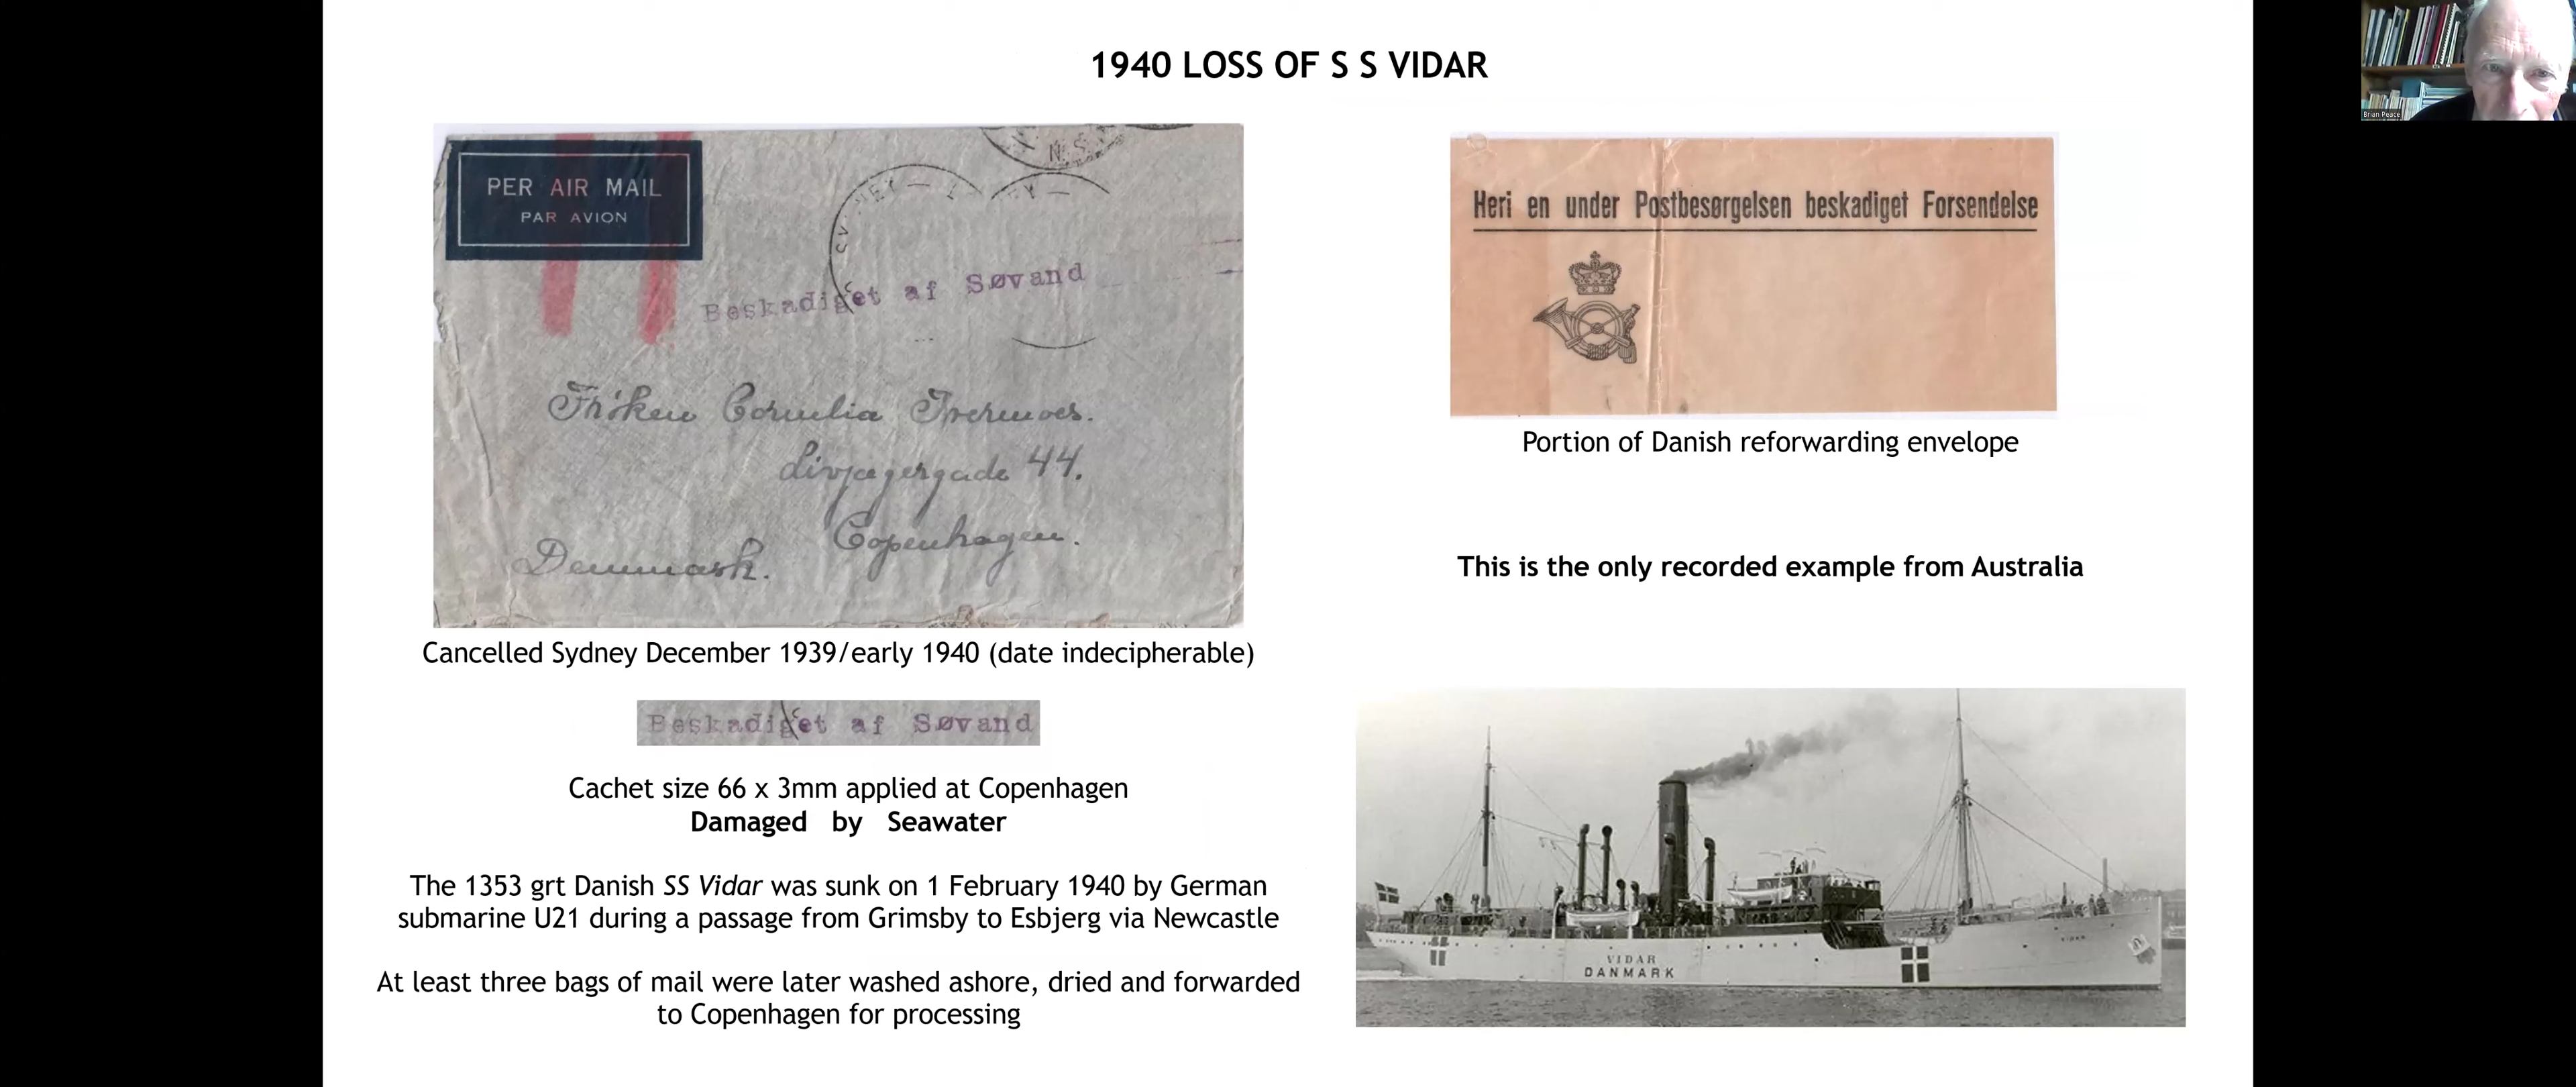 1940 LOSS OF S S VIDAR
PER AIR MAIL
PAR AVION
N.S.
Beskadiget af Søvand
Fröken Cornelia
Livjægergade 44.
Copenhagen.
Denmark.
Cancelled Sydney December 1939/early 1940 (date indecipherable)
Beskadiget af Søvand
Cachet size 66 x 3mm applied at Copenhagen
Damaged by Seawater
The 1353 grt Danish SS Vidar was sunk on 1 February 1940 by German
submarine U21 during a passage from Grimsby to Esbjerg via Newcastle
At least three bags of mail were later washed ashore, dried and forwarded
to Copenhagen for processing
Heri en under Postbesørgelsen beskadiget Forsendelse
Portion of Danish reforwarding envelope
This is the only recorded example from Australia
VIDAR
VIDAR
DANMARK
Brian Peace